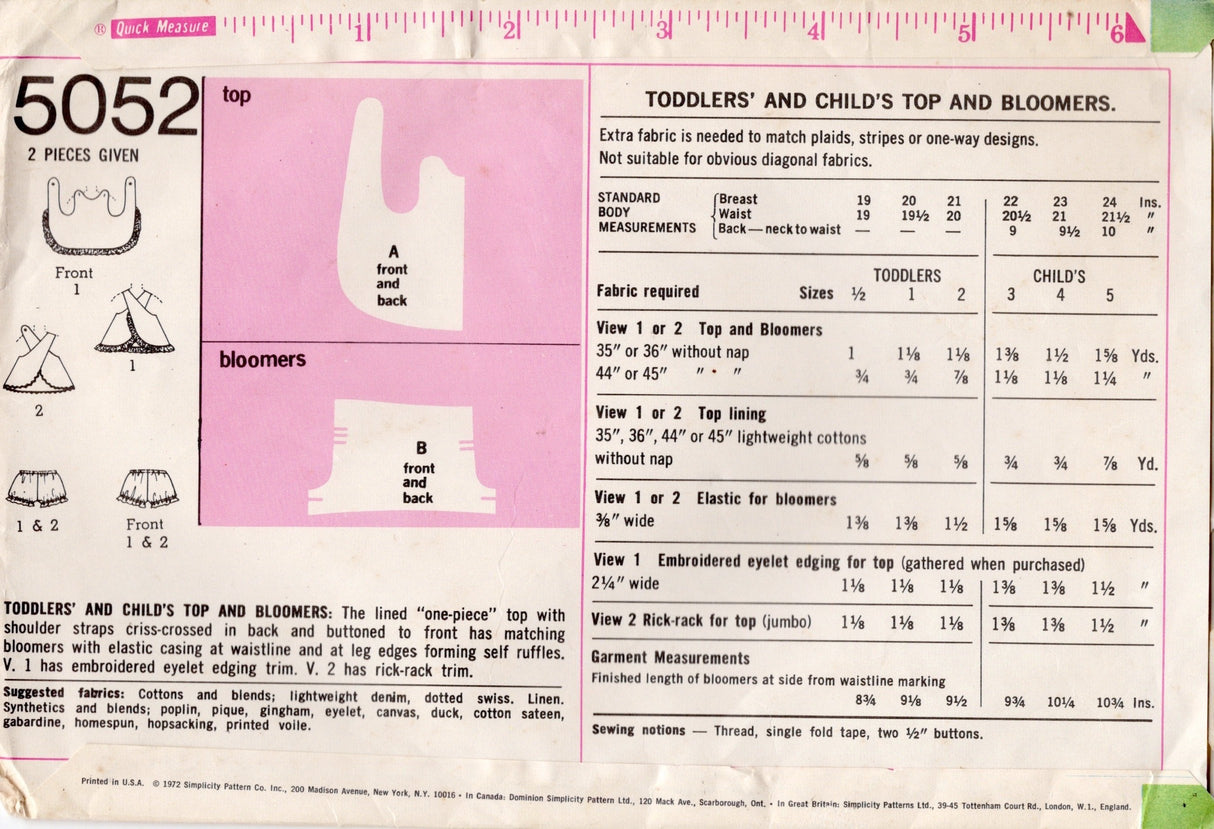 ® Quick Measure 1 2 3 4 5 6
5052
2 PIECES GIVEN
Front
1
1
2
1 & 2
Front
1 & 2
top
A
front
and
back
bloomers
B
front
and
back
TODDLERS' AND CHILD'S TOP AND BLOOMERS: The lined "one-piece" top with
shoulder straps criss-crossed in back and buttoned to front has matching
bloomers with elastic casing at waistline and at leg edges forming self ruffles.
V. 1 has embroidered eyelet edging trim. V. 2 has rick-rack trim.
Suggested fabrics: Cottons and blends; lightweight denim, dotted swiss. Linen.
Synthetics and blends; poplin, pique, gingham, eyelet, canvas, duck, cotton sateen,
gabardine, homespun, hopsacking, printed voile.
TODDLERS' AND CHILD'S TOP AND BLOOMERS.
Extra fabric is needed to match plaids, stripes or one-way designs.
Not suitable for obvious diagonal fabrics.
STANDARD BODY MEASUREMENTS
Breast 19 20 21 22 23 24 Ins.
Waist 19 19½ 20 20½ 21 21½ "
Back — neck to waist — — — 9 9½ 10 "
TODDLERS CHILD'S
Fabric required Sizes ½ 1 2 3 4 5
View 1 or 2 Top and Bloomers
35" or 36" without nap 1 1⅛ 1⅛ 1⅜ 1½ 1⅝ Yds.
44" or 45" " " ¾ ¾ ⅞ 1⅛ 1⅛ 1¼ "
View 1 or 2 Top lining
35", 36", 44" or 45" lightweight cottons
without nap ⅝ ⅝ ⅝ ¾ ¾ ⅞ Yd.
View 1 or 2 Elastic for bloomers
⅜" wide 1⅜ 1⅜ 1½ 1⅝ 1⅝ 1⅝ Yds.
View 1 Embroidered eyelet edging for top (gathered when purchased)
2¼" wide 1⅛ 1⅛ 1⅛ 1⅜ 1⅜ 1½ "
View 2 Rick-rack for top (jumbo) 1⅛ 1⅛ 1⅛ 1⅜ 1⅜ 1½ "
Garment Measurements
Finished length of bloomers at side from waistline marking
8¾ 9⅛ 9½ 9¾ 10¼ 10¾ Ins.
Sewing notions — Thread, single fold tape, two ½" buttons.
Printed in U.S.A. © 1972 Simplicity Pattern Co. Inc., 200 Madison Avenue, New York, N.Y. 10016 • In Canada: Dominion Simplicity Pattern Ltd., 120 Mack Ave., Scarborough, Ont. • In Great Britain: Simplicity Patterns Ltd., 39-45 Tottenham Court Rd., London, W.1., England.